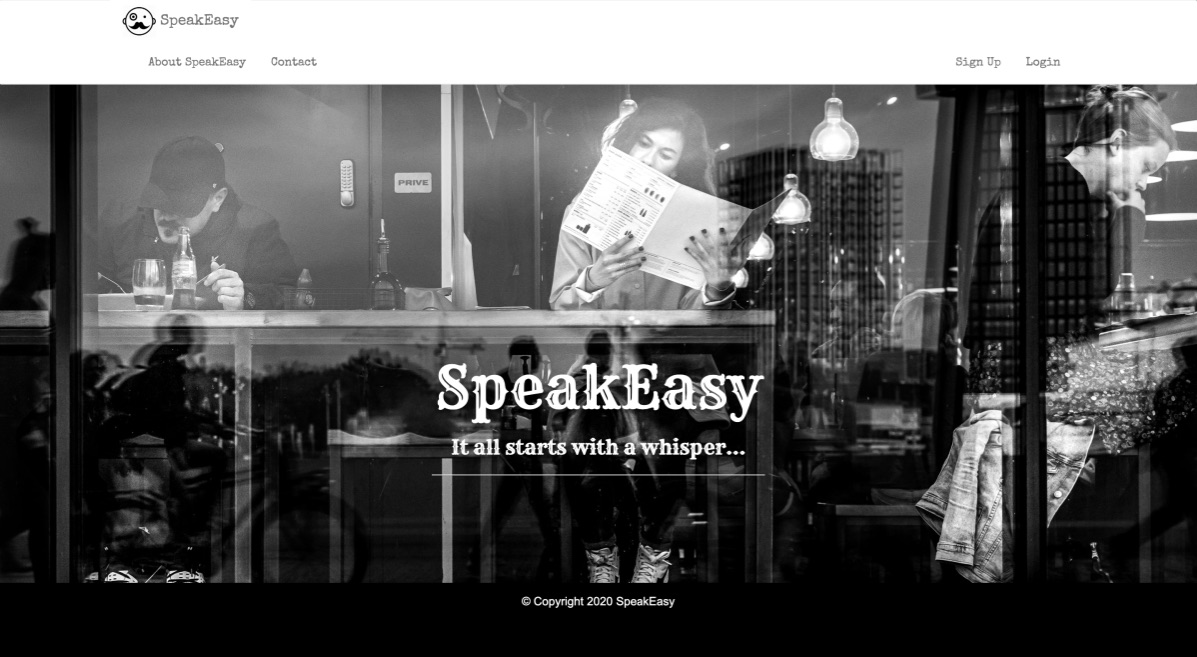 SpeakEasy
About SpeakEasy
Contact
Sign Up
Login
PRIVE
SpeakEasy
It all starts with a whisper...
© Copyright 2020 SpeakEasy